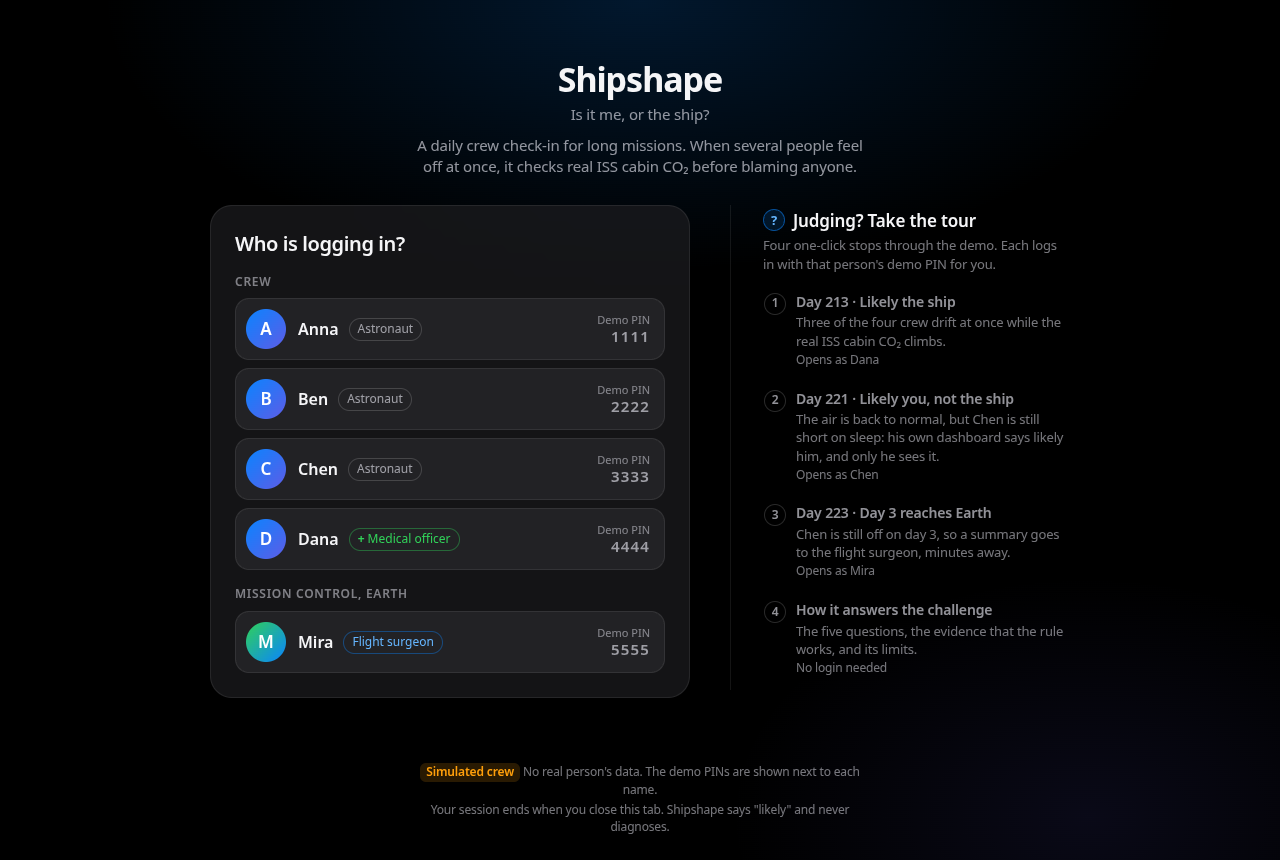 Shipshape
Is it me, or the ship?
A daily crew check-in for long missions. When several people feel
off at once, it checks real ISS cabin CO₂ before blaming anyone.
Who is logging in?
CREW
A Anna Astronaut Demo PIN 1111
B Ben Astronaut Demo PIN 2222
C Chen Astronaut Demo PIN 3333
D Dana + Medical officer Demo PIN 4444
MISSION CONTROL, EARTH
M Mira Flight surgeon Demo PIN 5555
? Judging? Take the tour
Four one-click stops through the demo. Each logs
in with that person's demo PIN for you.
1 Day 213 · Likely the ship
Three of the four crew drift at once while the
real ISS cabin CO₂ climbs.
Opens as Dana
2 Day 221 · Likely you, not the ship
The air is back to normal, but Chen is still
short on sleep: his own dashboard says likely
him, and only he sees it.
Opens as Chen
3 Day 223 · Day 3 reaches Earth
Chen is still off on day 3, so a summary goes
to the flight surgeon, minutes away.
Opens as Mira
4 How it answers the challenge
The five questions, the evidence that the rule
works, and its limits.
No login needed
Simulated crew No real person's data. The demo PINs are shown next to each
name.
Your session ends when you close this tab. Shipshape says "likely" and never
diagnoses.